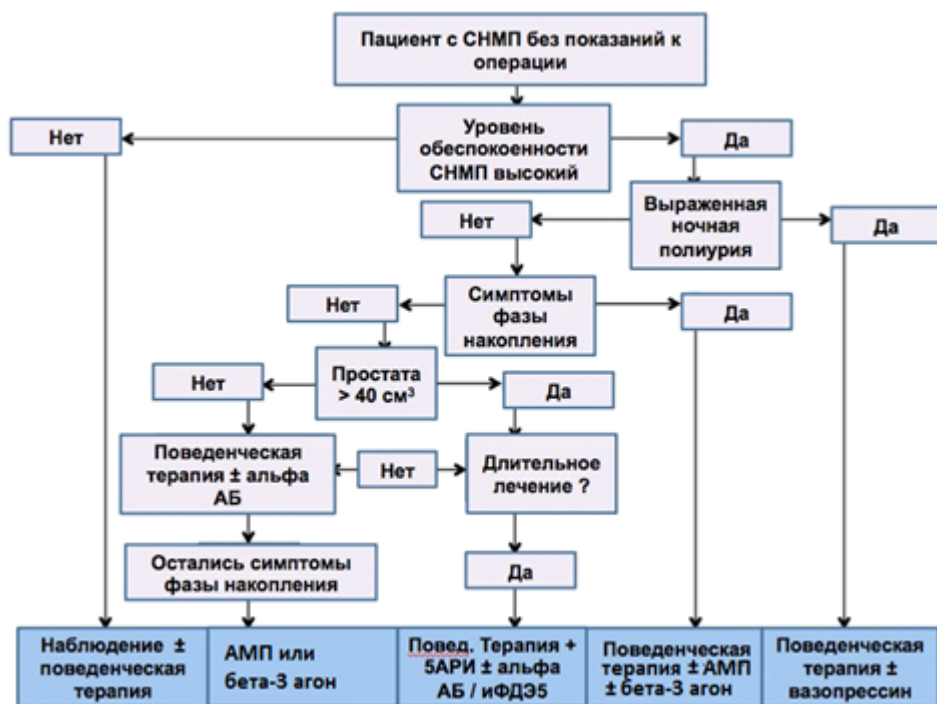 Пациент с СНМП без показаний к
операции
Нет
Уровень
обеспокоенности
СНМП высокий
Да
Нет
Выраженная
ночная
полиурия
Да
Нет
Симптомы
фазы
накопления
Да
Нет
Простата
> 40 см³
Да
Поведенческая
терапия ± альфа
АБ
Нет
Длительное
лечение ?
Остались симптомы
фазы накопления
Да
Наблюдение ±
поведенческая
терапия
АМП или
бета-3 агон
Повед. Терапия +
5АРИ ± альфа
АБ / иФДЭ5
Поведенческая
терапия ± АМП
± бета-3 агон
Поведенческая
терапия ±
вазопрессин